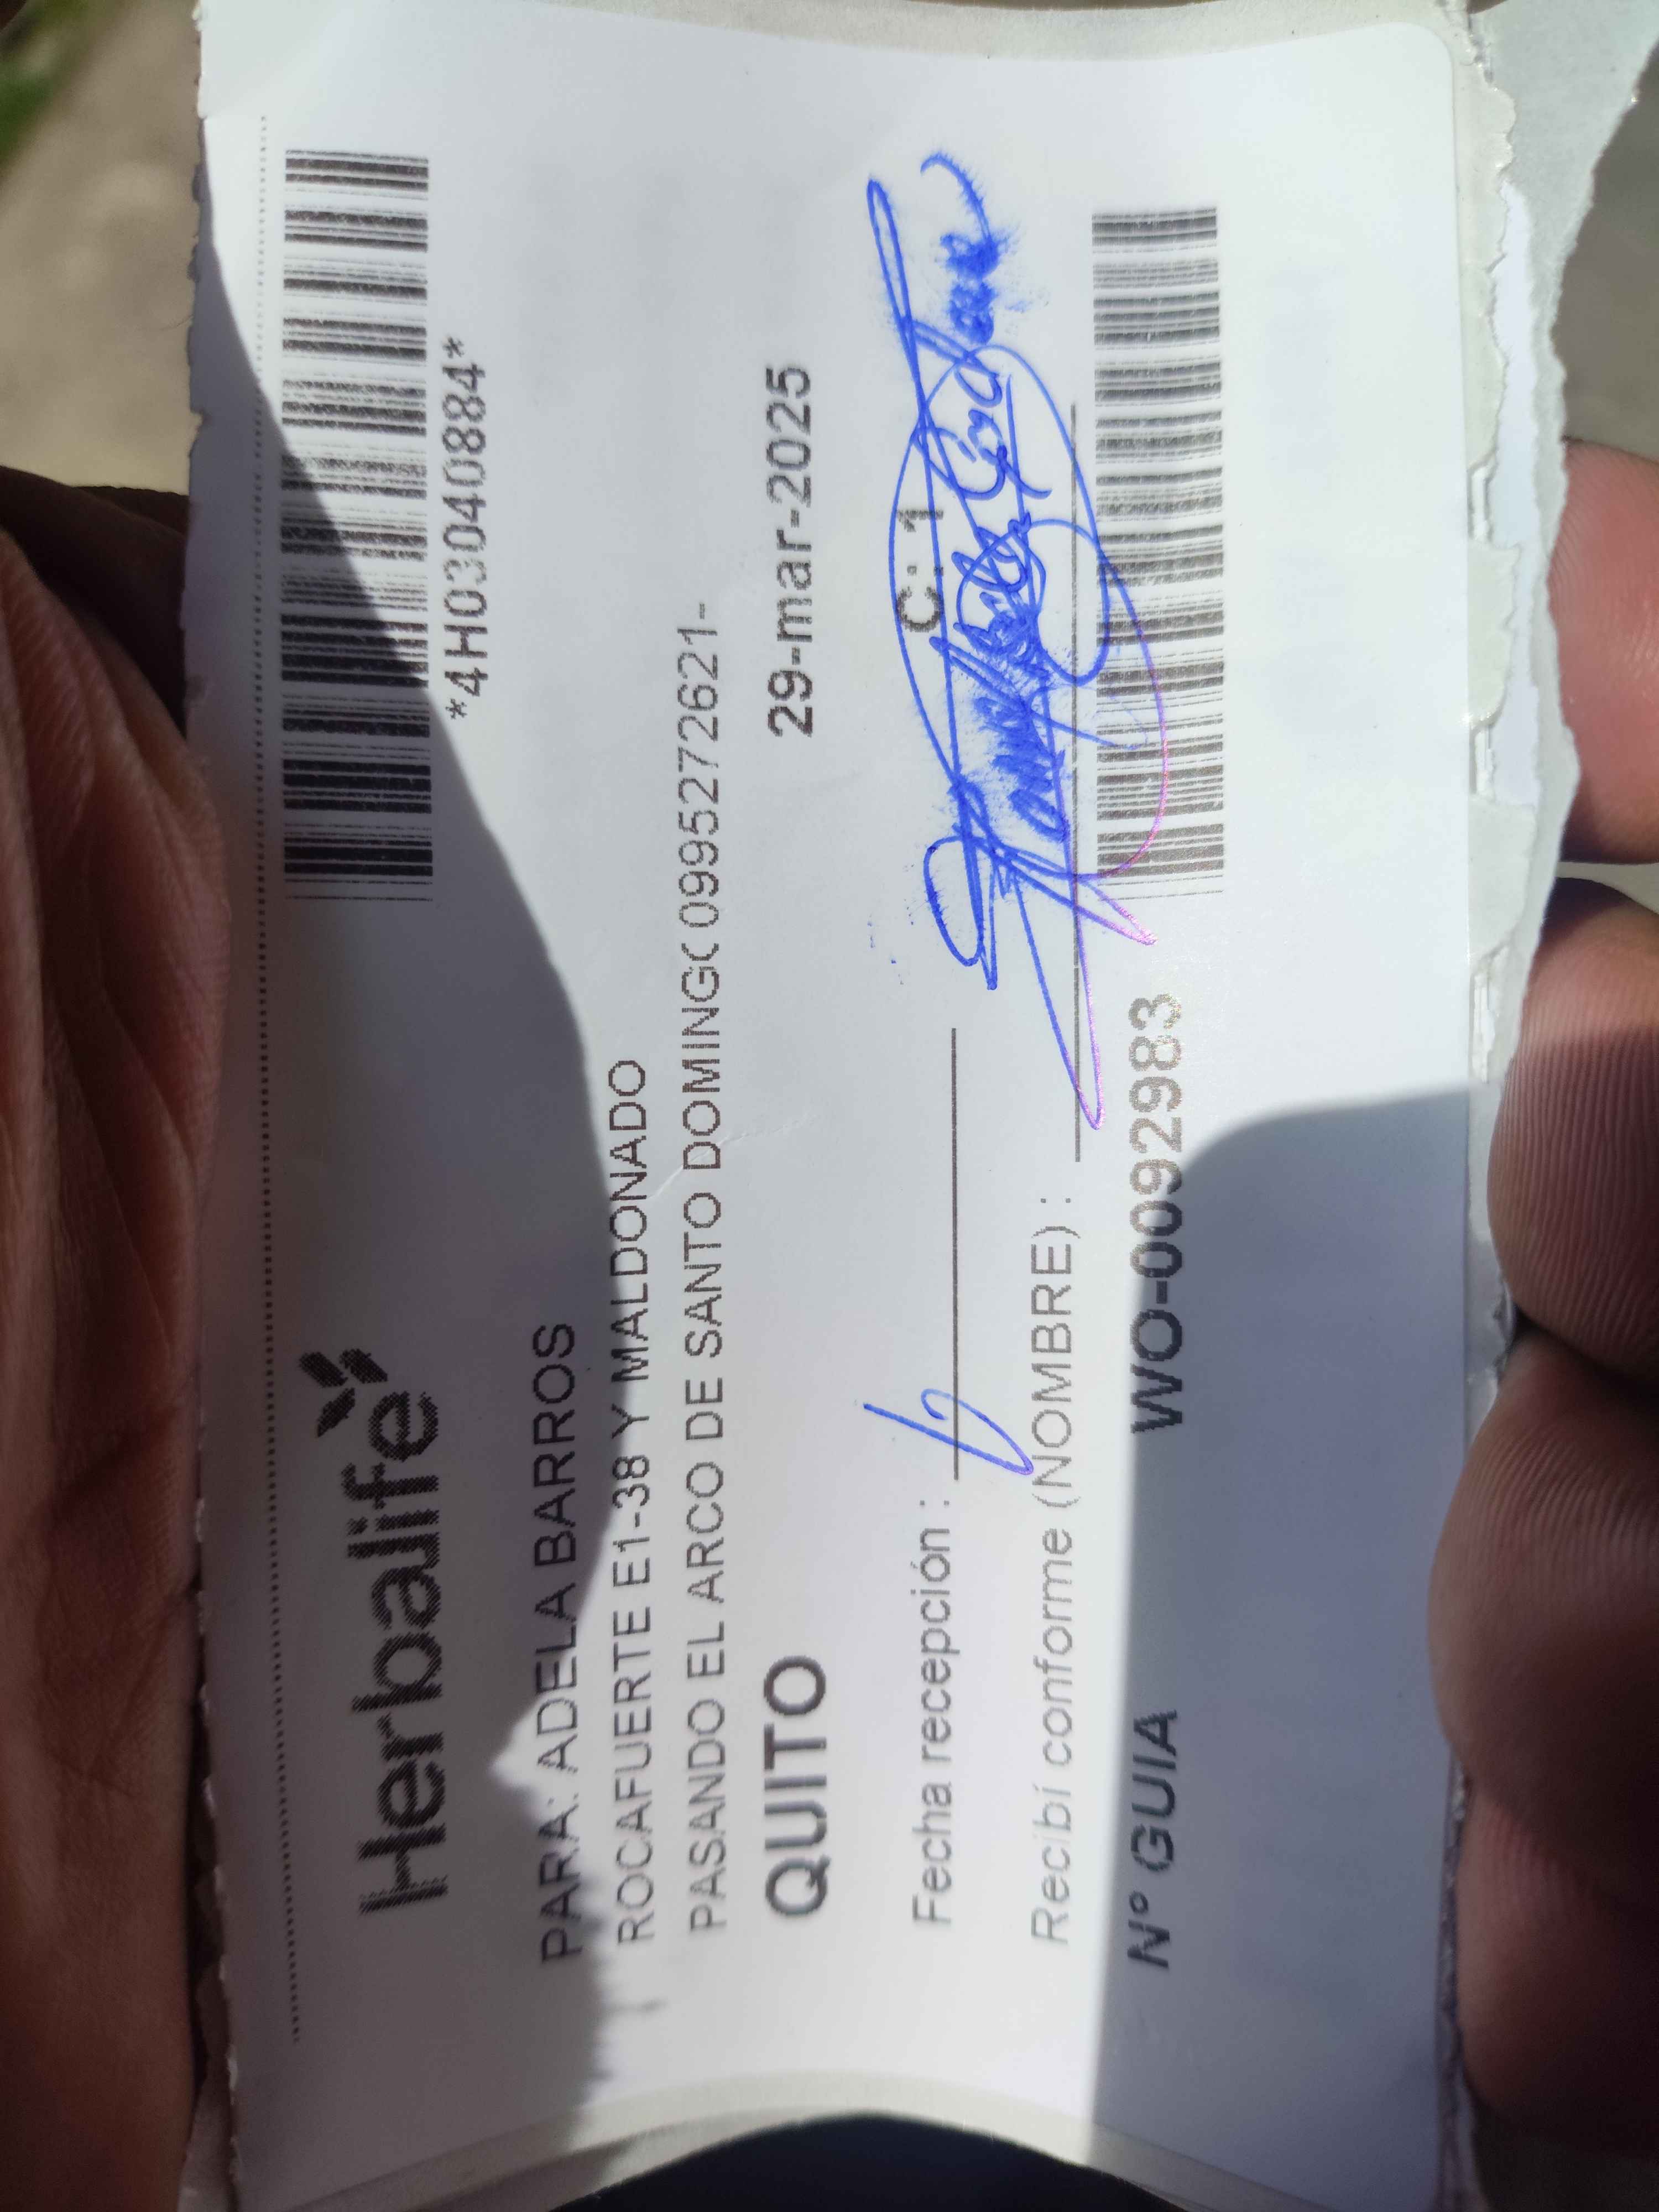 Herbalife
*4H03040884*
PARA: ADELA BARROS
ROCAFUERTE E1-38 Y MALDONADO
PASANDO EL ARCO DE SANTO DOMINGO 0995272621-
QUITO 29-mar-2025
C: 1
Fecha recepción :
Recibí conforme (NOMBRE) :
N° GUIA WO-0092983